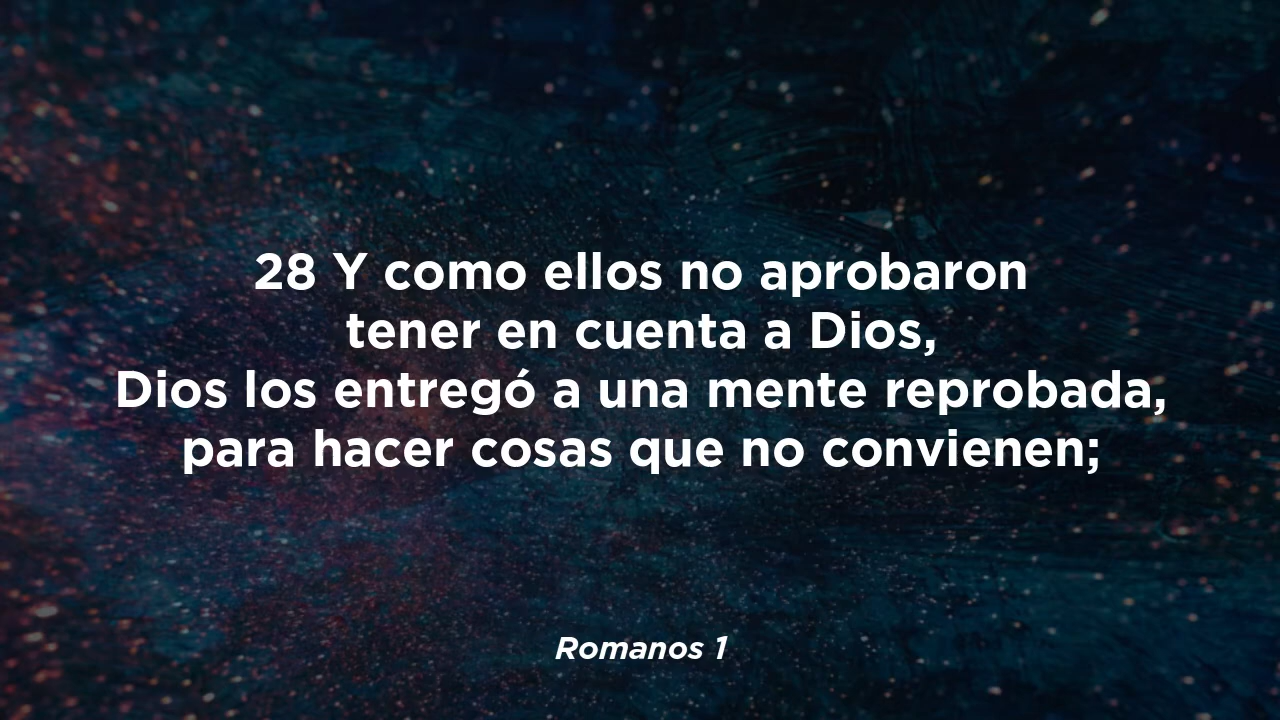 28 Y como ellos no aprobaron
tener en cuenta a Dios,
Dios los entregó a una mente reprobada,
para hacer cosas que no convienen;
Romanos 1